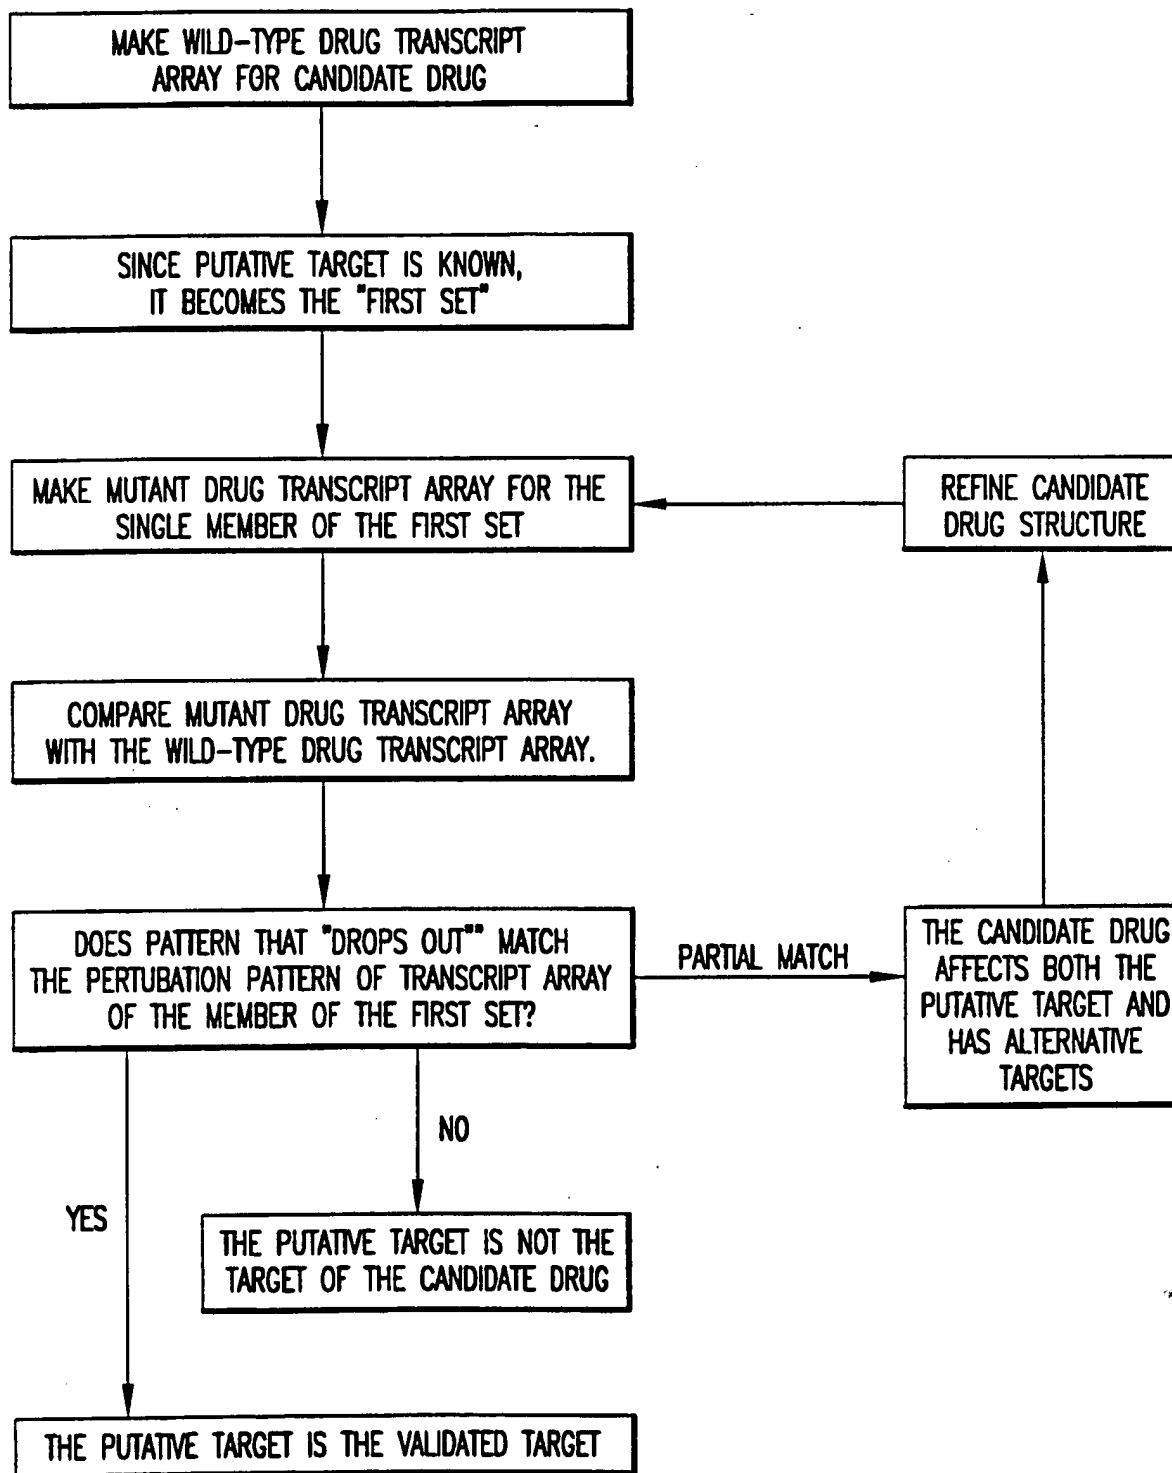 MAKE WILD-TYPE DRUG TRANSCRIPT
ARRAY FOR CANDIDATE DRUG
SINCE PUTATIVE TARGET IS KNOWN,
IT BECOMES THE "FIRST SET"
MAKE MUTANT DRUG TRANSCRIPT ARRAY FOR THE
SINGLE MEMBER OF THE FIRST SET
REFINE CANDIDATE
DRUG STRUCTURE
COMPARE MUTANT DRUG TRANSCRIPT ARRAY
WITH THE WILD-TYPE DRUG TRANSCRIPT ARRAY.
DOES PATTERN THAT "DROPS OUT"" MATCH
THE PERTUBATION PATTERN OF TRANSCRIPT ARRAY
OF THE MEMBER OF THE FIRST SET?
PARTIAL MATCH
THE CANDIDATE DRUG
AFFECTS BOTH THE
PUTATIVE TARGET AND
HAS ALTERNATIVE
TARGETS
NO
YES
THE PUTATIVE TARGET IS NOT THE
TARGET OF THE CANDIDATE DRUG
THE PUTATIVE TARGET IS THE VALIDATED TARGET